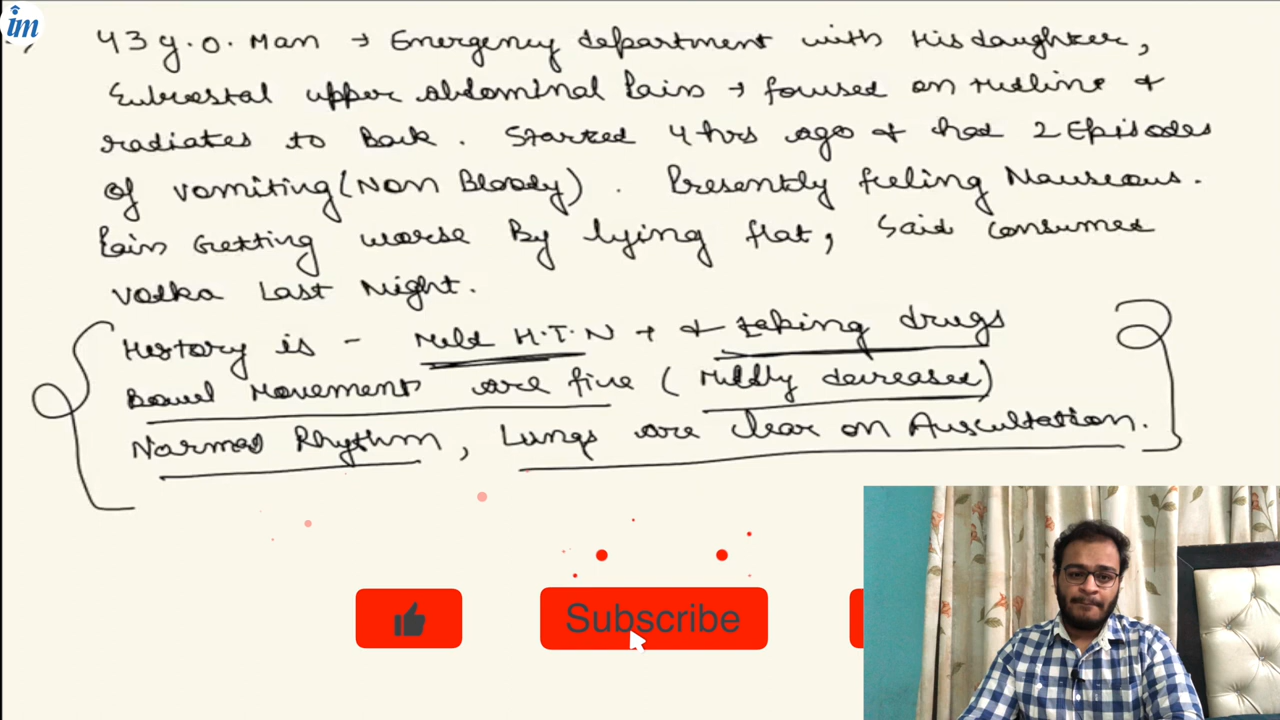 im
43 y.o. Man → Emergency department with His daughter,
upper abdominal Pain → focused on midline &
radiates to Back. Started 4 hrs ago & had 2 Episodes
of vomiting (Non Bloody). Presently feeling Nauseous.
Pain Getting worse By lying flat, Said consumed
vodka Last Night.
History is - Mild H.T.N + & taking drugs
Bowel Movement are fine (Mildly decreased)
Normal Rhythm, Lungs are clear on Auscultation.
Subscribe